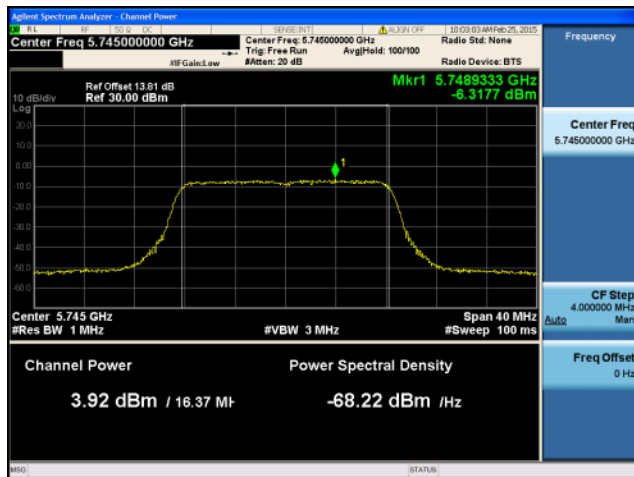 Agilent Spectrum Analyzer - Channel Power
RL RF 50 Ω DC SENSE:INT ALIGN OFF 10:03:03 AM Feb 25, 2015
Center Freq 5.745000000 GHz
Center Freq: 5.745000000 GHz
Radio Std: None
Trig: Free Run Avg|Hold: 100/100
#IFGain:Low #Atten: 20 dB Radio Device: BTS
Frequency
Mkr1 5.7489333 GHz
-6.3177 dBm
Ref Offset 13.81 dB
10 dB/div Ref 30.00 dBm
Log
20.0
10.0
0.00
-10.0
-20.0
-30.0
-40.0
-50.0
-60.0
1
Center 5.745 GHz Span 40 MHz
#Res BW 1 MHz #VBW 3 MHz #Sweep 100 ms
Channel Power Power Spectral Density
3.92 dBm / 16.37 MH -68.22 dBm /Hz
Center Freq
5.745000000 GHz
CF Step
4.000000 MHz
Auto Man
Freq Offset
0 Hz
MSG STATUS